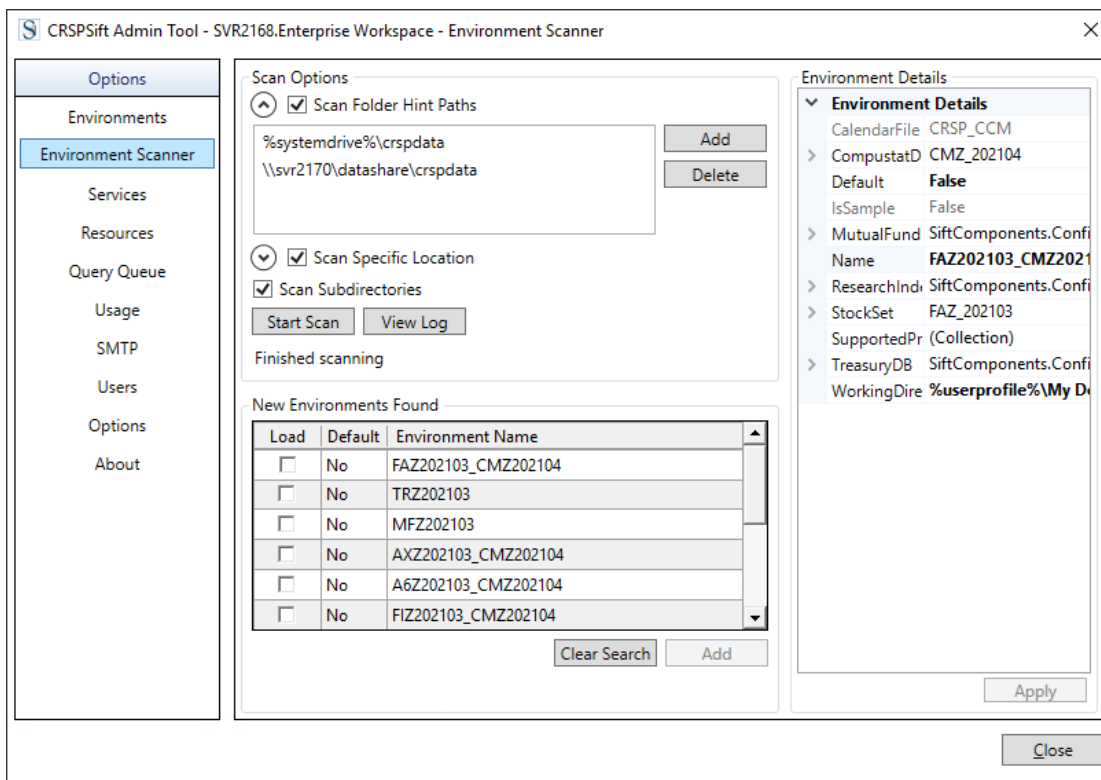 CRSPSift Admin Tool - SVR2168.Enterprise Workspace - Environment Scanner
Options
Environments
Environment Scanner
Services
Resources
Query Queue
Usage
SMTP
Users
Options
About
Scan Options
Scan Folder Hint Paths
%systemdrive%\crspdata
\\svr2170\datashare\crspdata
Add
Delete
Scan Specific Location
Scan Subdirectories
Start Scan View Log
Finished scanning
New Environments Found
Load Default Environment Name
No FAZ202103_CMZ202104
No TRZ202103
No MFZ202103
No AXZ202103_CMZ202104
No A6Z202103_CMZ202104
No FIZ202103_CMZ202104
Clear Search Add
Environment Details
Environment Details
CalendarFile CRSP_CCM
CompustatD CMZ_202104
Default False
IsSample False
MutualFund SiftComponents.Confi
Name FAZ202103_CMZ2021
ResearchInde SiftComponents.Confi
StockSet FAZ_202103
SupportedPr (Collection)
TreasuryDB SiftComponents.Confi
WorkingDire %userprofile%\My Do
Apply
Close